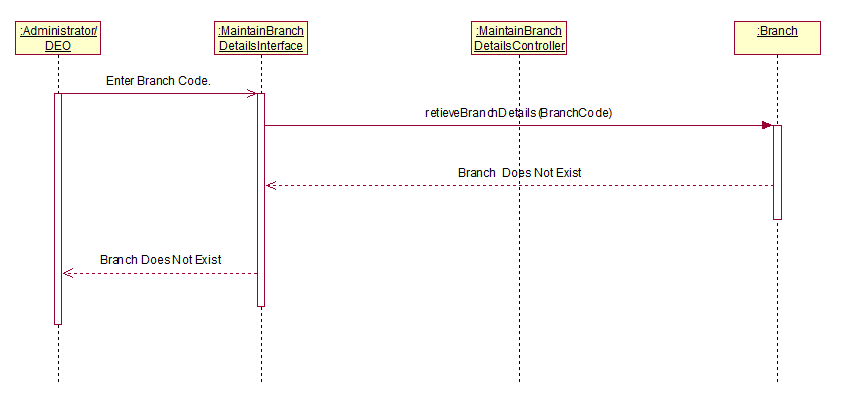 :Administrator/
DEO
:MaintainBranch
DetailsInterface
:MaintainBranch
DetailsController
:Branch
Enter Branch Code.
retieveBranchDetails(BranchCode)
Branch Does Not Exist
Branch Does Not Exist